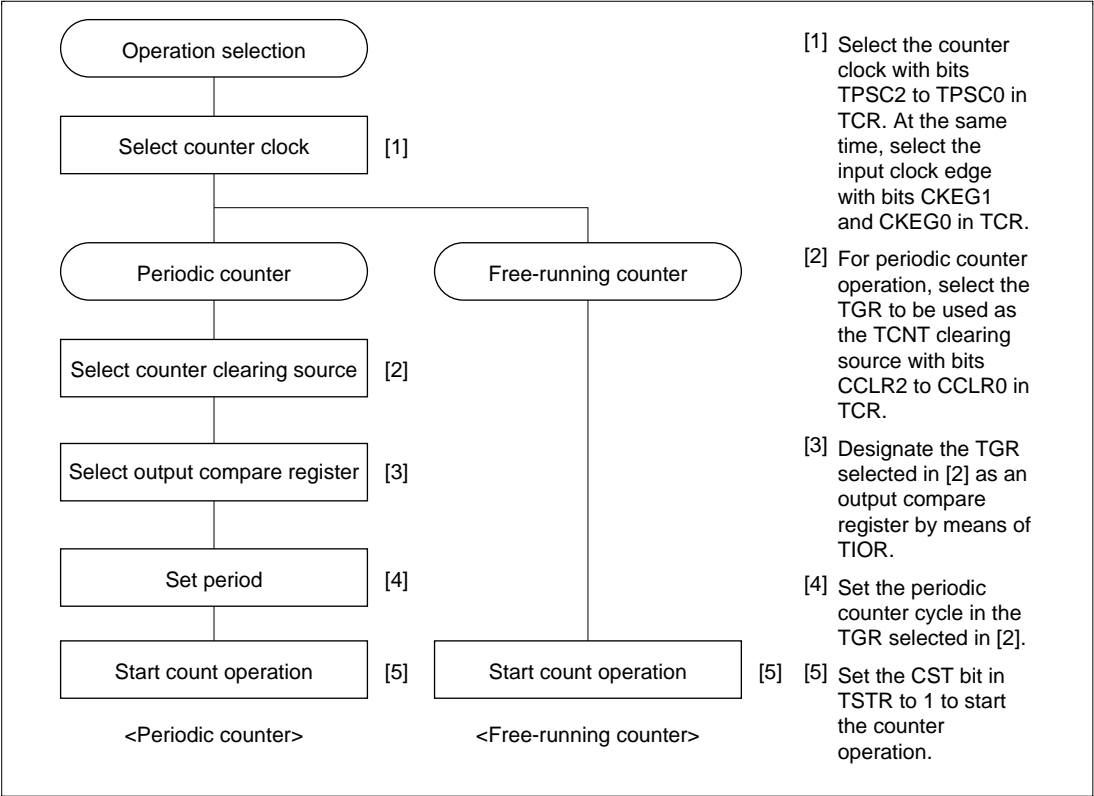 Operation selection
Select counter clock
[1]
Periodic counter
Free-running counter
Select counter clearing source
[2]
Select output compare register
[3]
Set period
[4]
Start count operation
[5]
Start count operation
[5]
<Periodic counter>
<Free-running counter>
[1] Select the counter
clock with bits
TPSC2 to TPSC0 in
TCR. At the same
time, select the
input clock edge
with bits CKEG1
and CKEG0 in TCR.
[2] For periodic counter
operation, select the
TGR to be used as
the TCNT clearing
source with bits
CCLR2 to CCLR0 in
TCR.
[3] Designate the TGR
selected in [2] as an
output compare
register by means of
TIOR.
[4] Set the periodic
counter cycle in the
TGR selected in [2].
[5] Set the CST bit in
TSTR to 1 to start
the counter
operation.